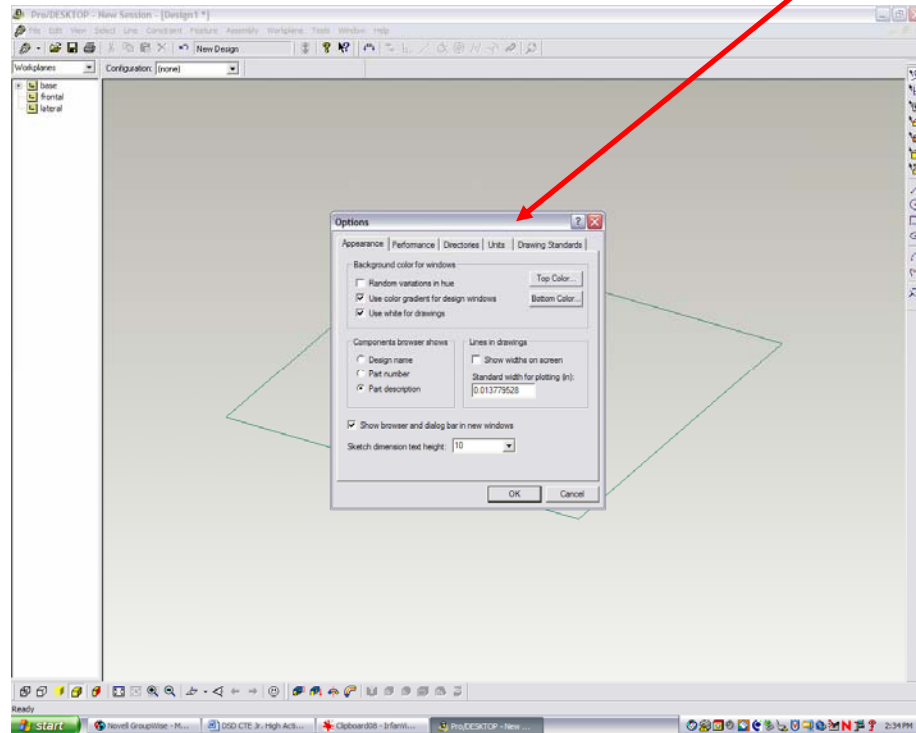 Pro/DESKTOP - New Session - [Design1 *]
File Edit View Select Line Constraint Feature Assembly Workplane Tools Window Help
New Design
Workplanes Configuration: (none)
base
frontal
lateral
Options
Appearance Performance Directories Units Drawing Standards
Background color for windows
Random variations in hue Top Color...
Use color gradient for design windows Bottom Color...
Use white for drawings
Components browser shows Lines in drawings
Design name Show widths on screen
Part number Standard width for plotting (in):
Part description 0.013779528
Show browser and dialog bar in new windows
Sketch dimension text height: 10
OK Cancel
Ready
start Novell GroupWise - M... DSD CTE Jr. High Acti... Clipboard08 - IrfanVi... Pro/DESKTOP - New ... 2:34 PM